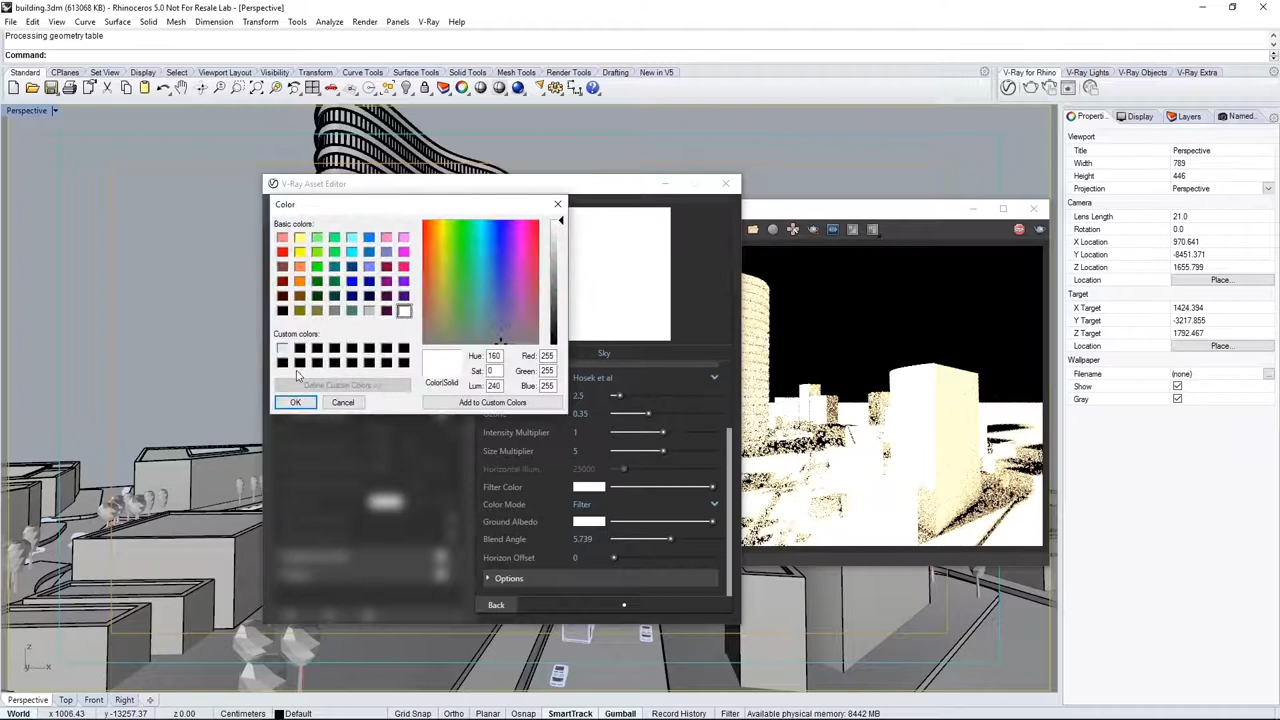 building.3dm (613068 KB) - Rhinoceros 5.0 Not For Resale Lab - [Perspective]
File Edit View Curve Surface Solid Mesh Dimension Transform Tools Analyze Render Panels V-Ray Help
Processing geometry table
Command:
Standard CPlanes Set View Display Select Viewport Layout Visibility Transform Curve Tools Surface Tools Solid Tools Mesh Tools Render Tools Drafting New in V5
V-Ray for Rhino V-Ray Lights V-Ray Objects V-Ray Extra
Perspective
Properti... Display Layers Named...
Viewport
Title Perspective
Width 789
Height 446
Projection Perspective
Camera
Lens Length 21.0
Rotation 0.0
X Location 970.641
Y Location -8451.371
Z Location 1655.799
Location Place...
Target
X Target 1424.394
Y Target -3217.855
Z Target 1792.467
Location Place...
Wallpaper
Filename (none)
Show
Gray
V-Ray Asset Editor
Color
Basic colors:
Custom colors:
Define Custom Colors >>
OK Cancel
Color|Solid
Hue: 160 Red: 255
Sat: 0 Green: 255
Lum: 240 Blue: 255
Add to Custom Colors
Sky
Hosek et al
2.5
0.35
Intensity Multiplier 1
Size Multiplier 5
Horizontal Illum. 25000
Filter Color
Color Mode Filter
Ground Albedo
Blend Angle 5.739
Horizon Offset 0
Options
Back
z
y x
Perspective Top Front Right
World x 1006.43 y -13257.37 z 0.00 Centimeters Default Grid Snap Ortho Planar Osnap SmartTrack Gumball Record History Filter Available physical memory: 8442 MB